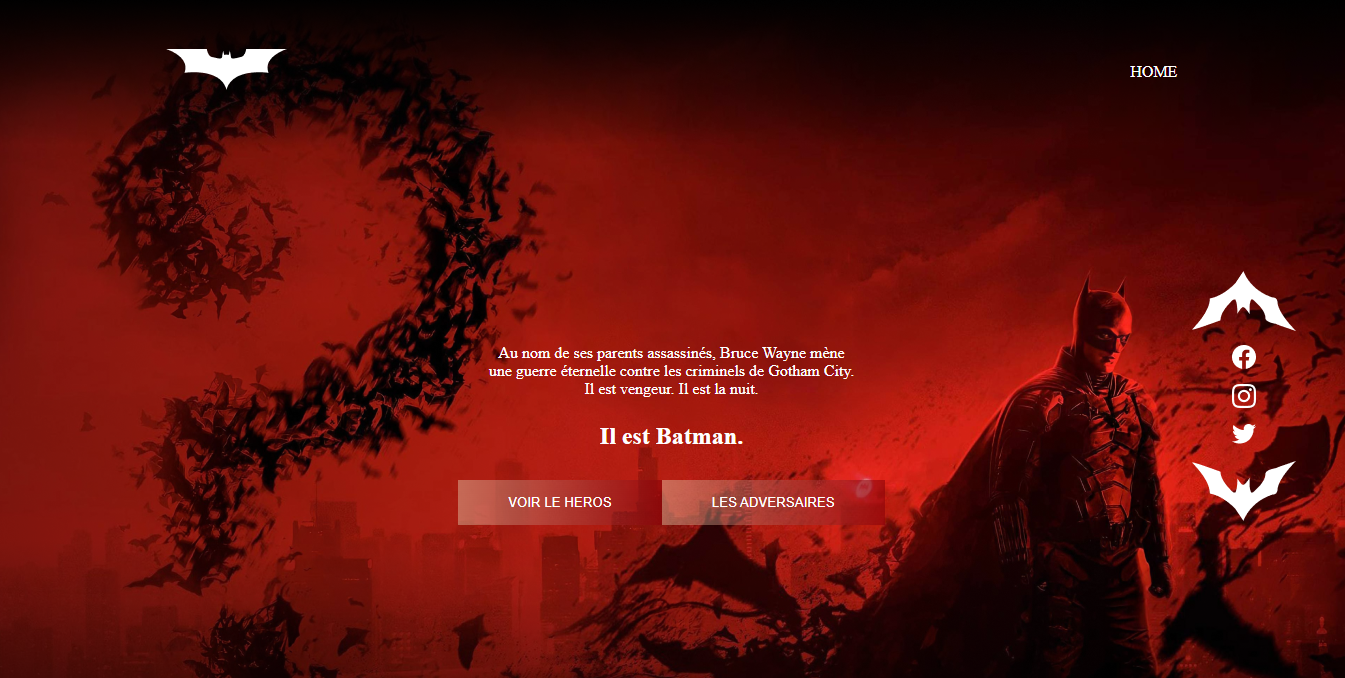 HOME
Au nom de ses parents assassinés, Bruce Wayne mène
une guerre éternelle contre les criminels de Gotham City.
Il est vengeur. Il est la nuit.
Il est Batman.
VOIR LE HEROS
LES ADVERSAIRES